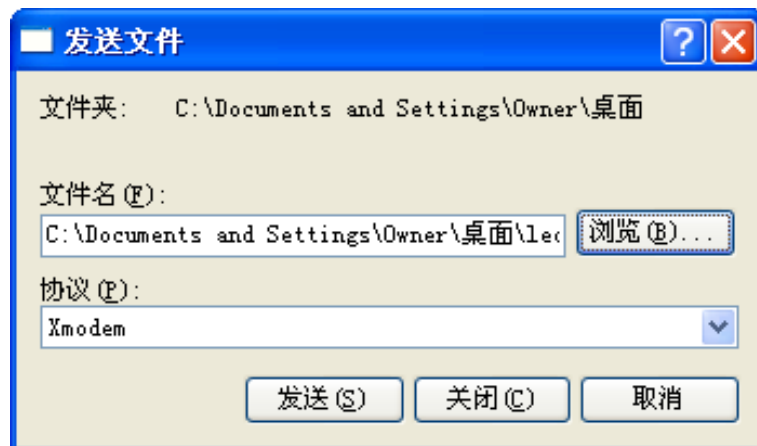 发送文件
文件夹: C:\Documents and Settings\Owner\桌面
文件名(F):
C:\Documents and Settings\Owner\桌面\le 浏览(B)...
协议(P):
Xmodem
发送(S) 关闭(C) 取消